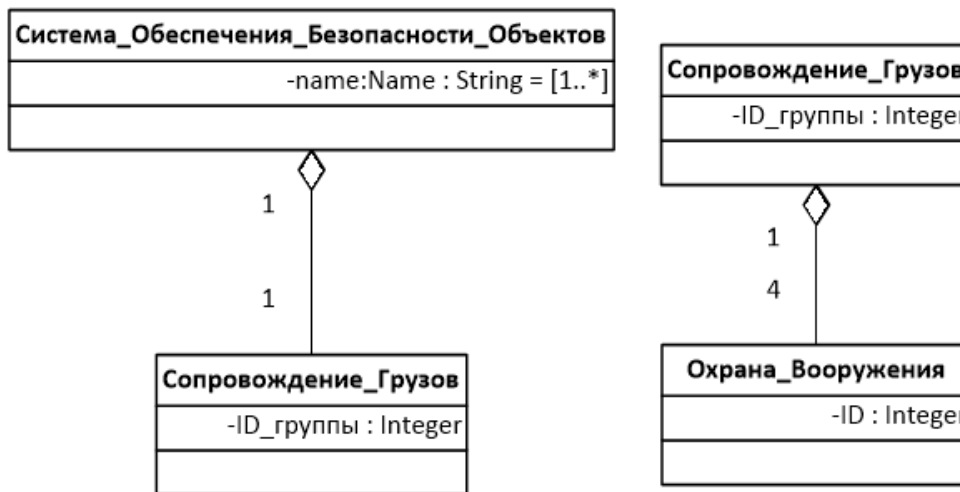 Система_Обеспечения_Безопасности_Объектов
-name:Name : String = [1..*]
1
1
Сопровождение_Грузов
-ID_группы : Integer
Сопровождение_Грузов
-ID_группы : Integer
1
4
Охрана_Вооружения
-ID : Integer